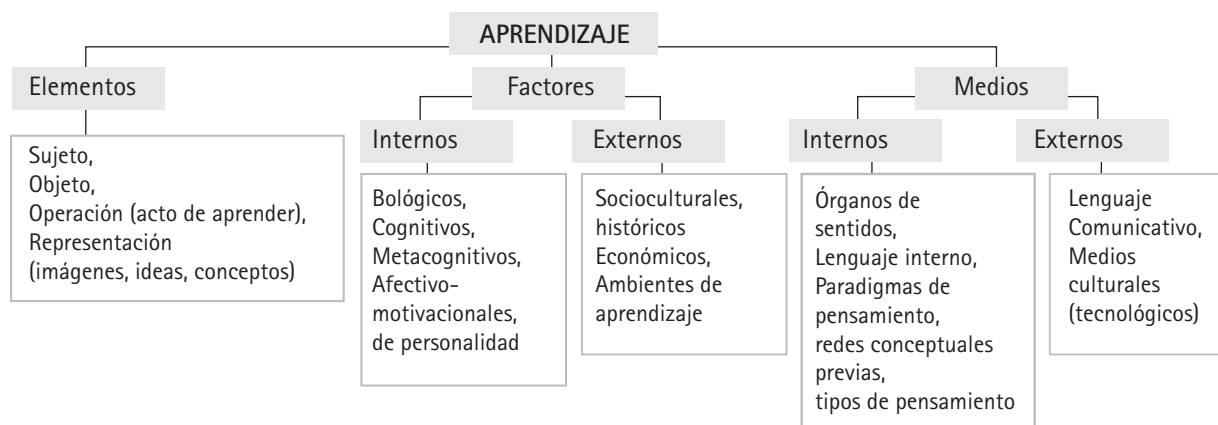 APRENDIZAJE
Elementos
Factores
Medios
Internos
Externos
Internos
Externos
Sujeto,
Objeto,
Operación (acto de aprender),
Representación
(imágenes, ideas, conceptos)
Bológicos,
Cognitivos,
Metacognitivos,
Afectivo-
motivacionales,
de personalidad
Socioculturales,
históricos
Económicos,
Ambientes de
aprendizaje
Órganos de
sentidos,
Lenguaje interno,
Paradigmas de
pensamiento,
redes conceptuales
previas,
tipos de pensamiento
Lenguaje
Comunicativo,
Medios
culturales
(tecnológicos)